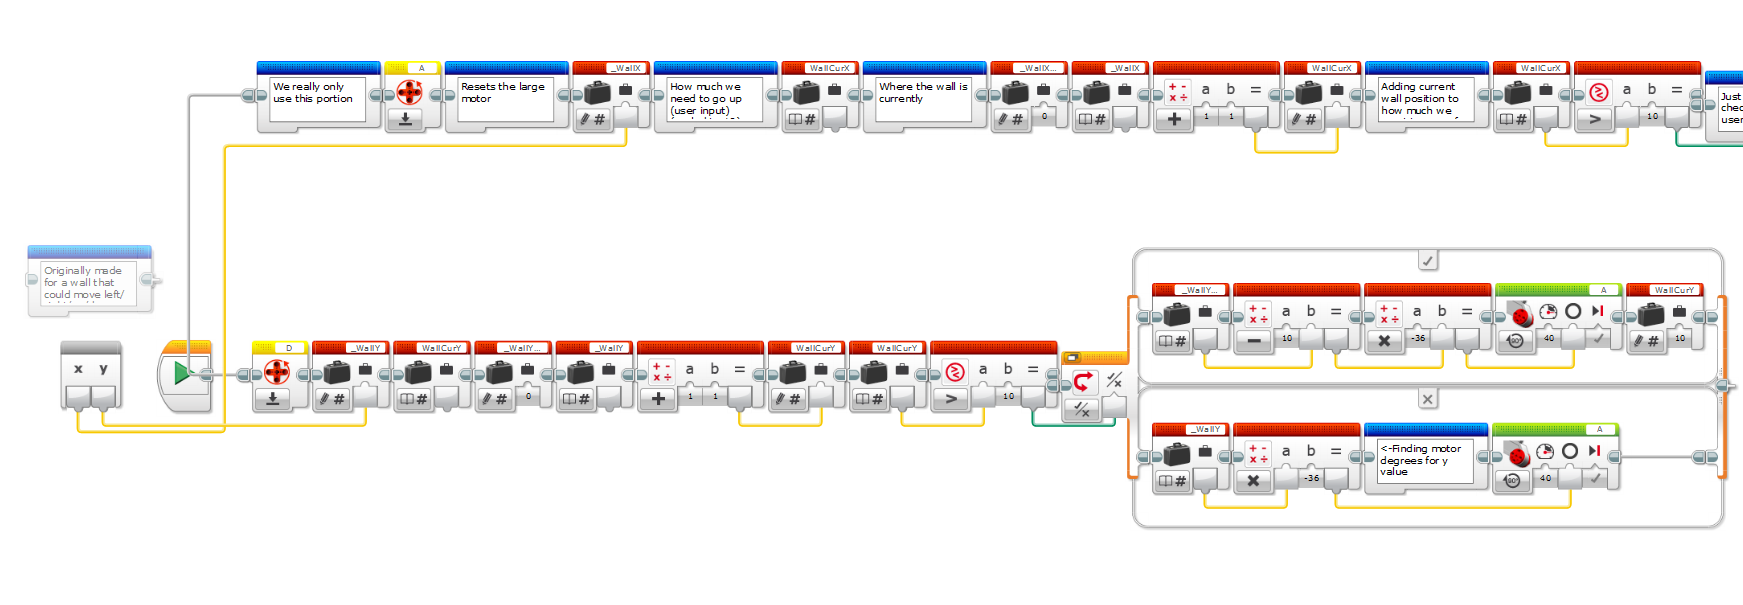 A
_WallX
WallCurX
_WallX...
_WallX
WallCurX
WallCurX
We really only
use this portion
Resets the large
motor
How much we
need to go up
(user input)
Where the wall is
currently
a b =
Adding current
wall position to
how much we
a b =
Just
chec
user
#
#
#
0
#
1 1
#
#
10
Originally made
for a wall that
could move left/
x y
D
_WallY
WallCurY
_WallY...
_WallY
WallCurY
WallCurY
a b =
a b =
#
#
#
0
#
1 1
#
#
10
_WallY...
A
WallCurY
a b =
a b =
#
10
-36
90°
40
#
10
_WallY
A
a b =
<-Finding motor
degrees for y
value
#
-36
90°
40